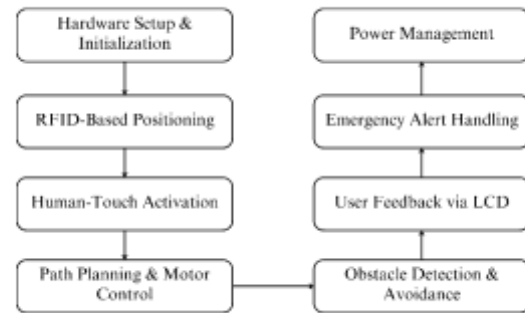 Hardware Setup &
Initialization
RFID-Based Positioning
Human-Touch Activation
Path Planning & Motor
Control
Obstacle Detection &
Avoidance
User Feedback via LCD
Emergency Alert Handling
Power Management